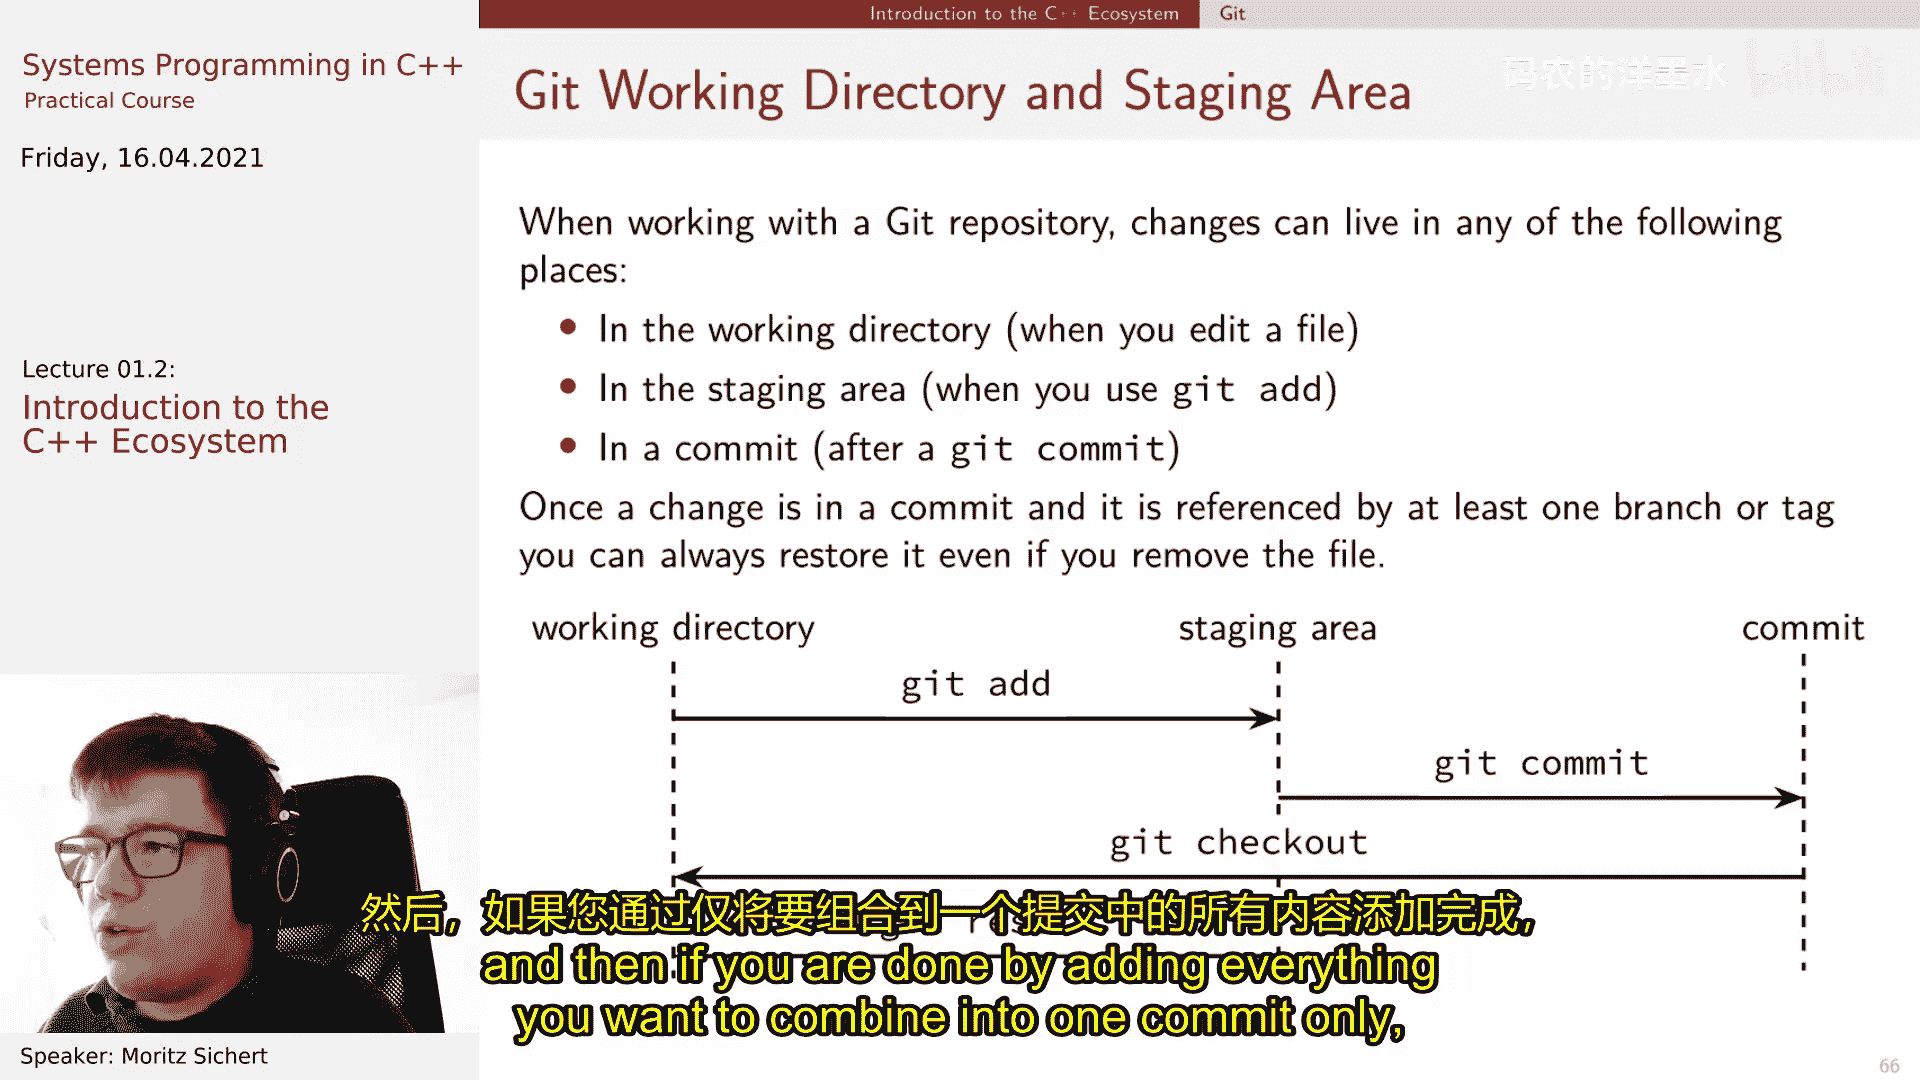 Introduction to the C++ Ecosystem
Git
Systems Programming in C++
Practical Course
Friday, 16.04.2021
Git Working Directory and Staging Area
码农的洋墨水
bilibili
When working with a Git repository, changes can live in any of the following
places:
• In the working directory (when you edit a file)
• In the staging area (when you use git add)
• In a commit (after a git commit)
Once a change is in a commit and it is referenced by at least one branch or tag
you can always restore it even if you remove the file.
Lecture 01.2:
Introduction to the
C++ Ecosystem
working directory
staging area
commit
git add
git commit
git checkout
然后，如果您通过仅将要组合到一个提交中的所有内容添加完成，
and then if you are done by adding everything
you want to combine into one commit only,
Speaker: Moritz Sichert
66